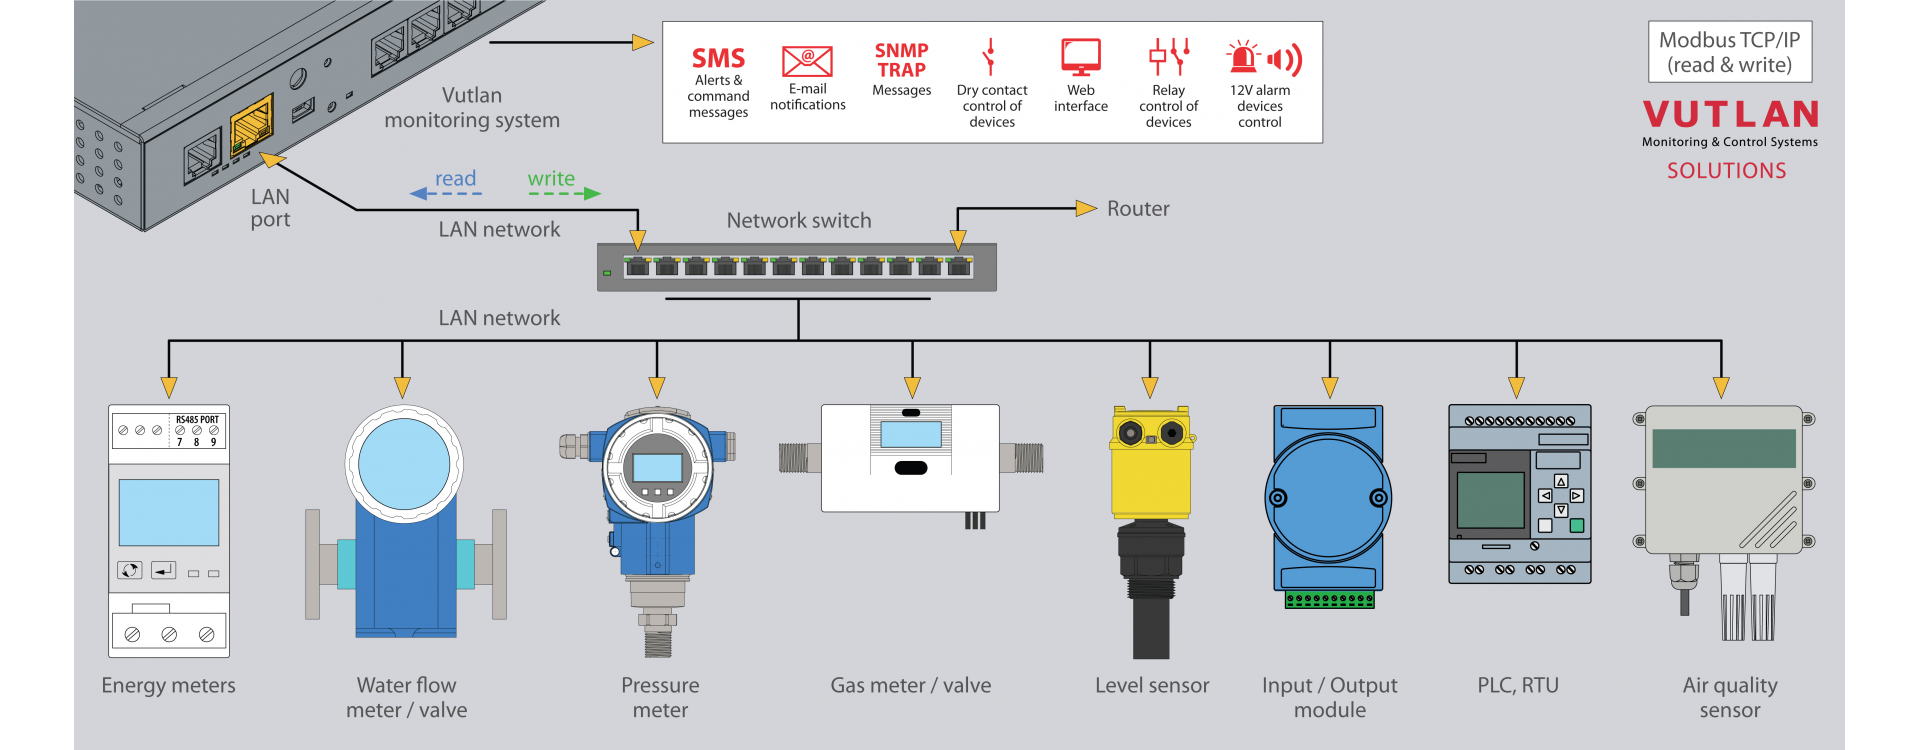 Modbus TCP/IP
(read & write)
VUTLAN
Monitoring & Control Systems
SOLUTIONS
Vutlan
monitoring system
SMS
Alerts &
command
messages
@
E-mail
notifications
SNMP
TRAP
Messages
Dry contact
control of
devices
Web
interface
Relay
control of
devices
12V alarm
devices
control
LAN
port
read
write
LAN network
Network switch
Router
LAN network
RS485 PORT
7 8 9
Energy meters
Water flow
meter / valve
Pressure
meter
Gas meter / valve
Level sensor
Input / Output
module
PLC, RTU
Air quality
sensor